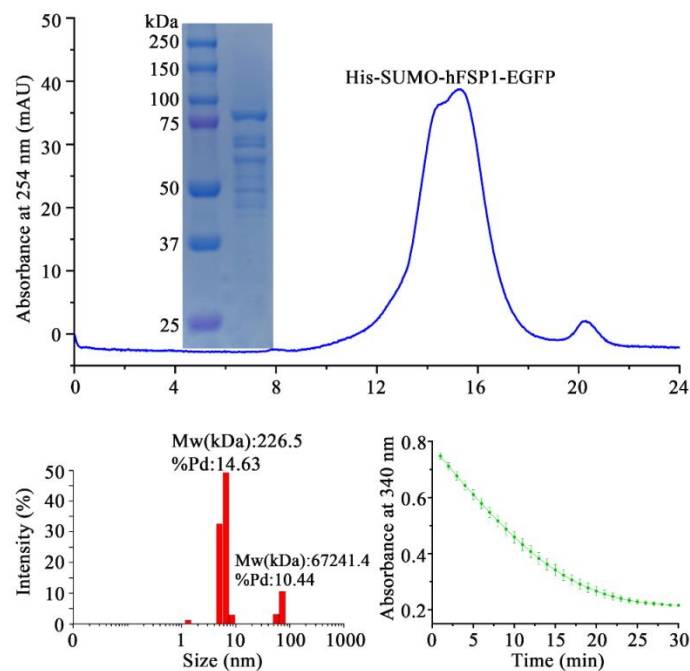 kDa
250
150
100
75
50
37
25
His-SUMO-hFSP1-EGFP
Absorbance at 254 nm (mAU)
50
40
30
20
10
0
0 4 8 12 16 20 24
Mw(kDa):226.5
%Pd:14.63
Mw(kDa):67241.4
%Pd:10.44
Intensity (%)
50
40
30
20
10
0
1 10 100 1000
Size (nm)
Absorbance at 340 nm
0.8
0.6
0.4
0.2
0 5 10 15 20 25 30
Time (min)